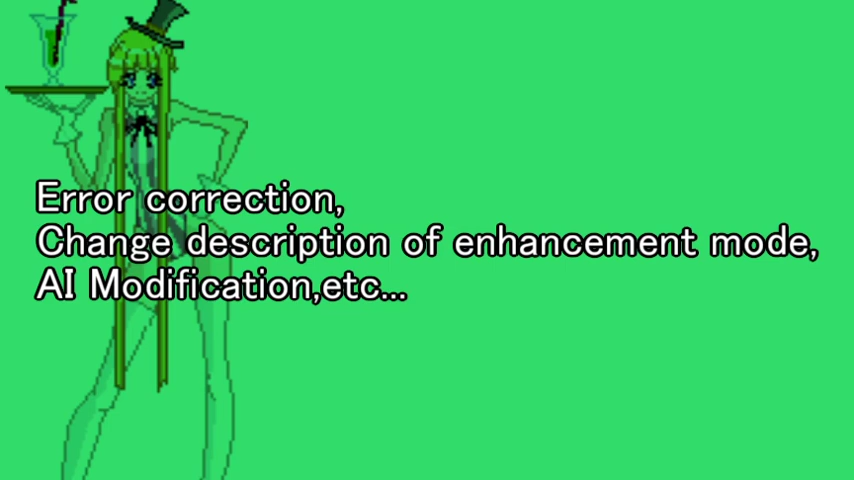 Error correction,
Change description of enhancement mode,
AI Modification,etc...